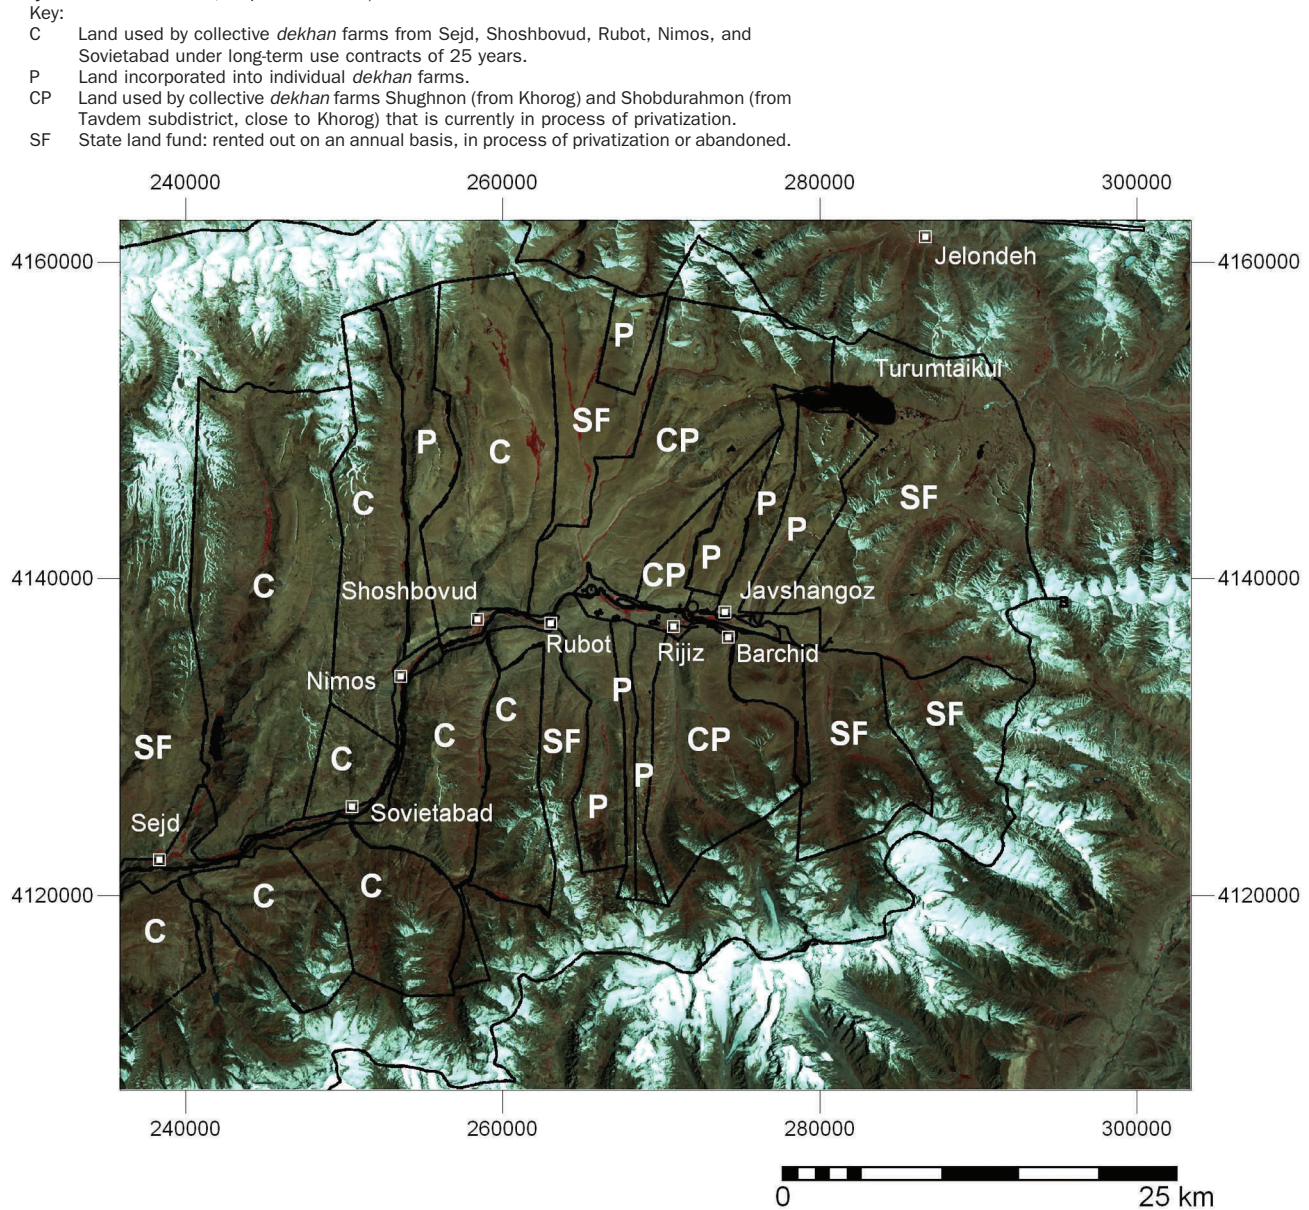 Key:
C Land used by collective dekhan farms from Sejd, Shoshbovud, Rubot, Nimos, and
Sovietabad under long-term use contracts of 25 years.
P Land incorporated into individual dekhan farms.
CP Land used by collective dekhan farms Shughnon (from Khorog) and Shobdurahmon (from
Tavdem subdistrict, close to Khorog) that is currently in process of privatization.
SF State land fund: rented out on an annual basis, in process of privatization or abandoned.
240000 260000 280000 300000
4160000 4160000
Jelondeh
P
Turumtaikul
SF
CP
P
C
C
SF
P
P
P
CP
C
4140000 4140000
Shoshbovud
Javshangoz
Rubot
Rijiz
Barchid
Nimos
P
C
SF
C
SF
CP
SF
SF
C
P
P
Sovietabad
Sejd
C
C
4120000 4120000
C
240000 260000 280000 300000
0 25 km